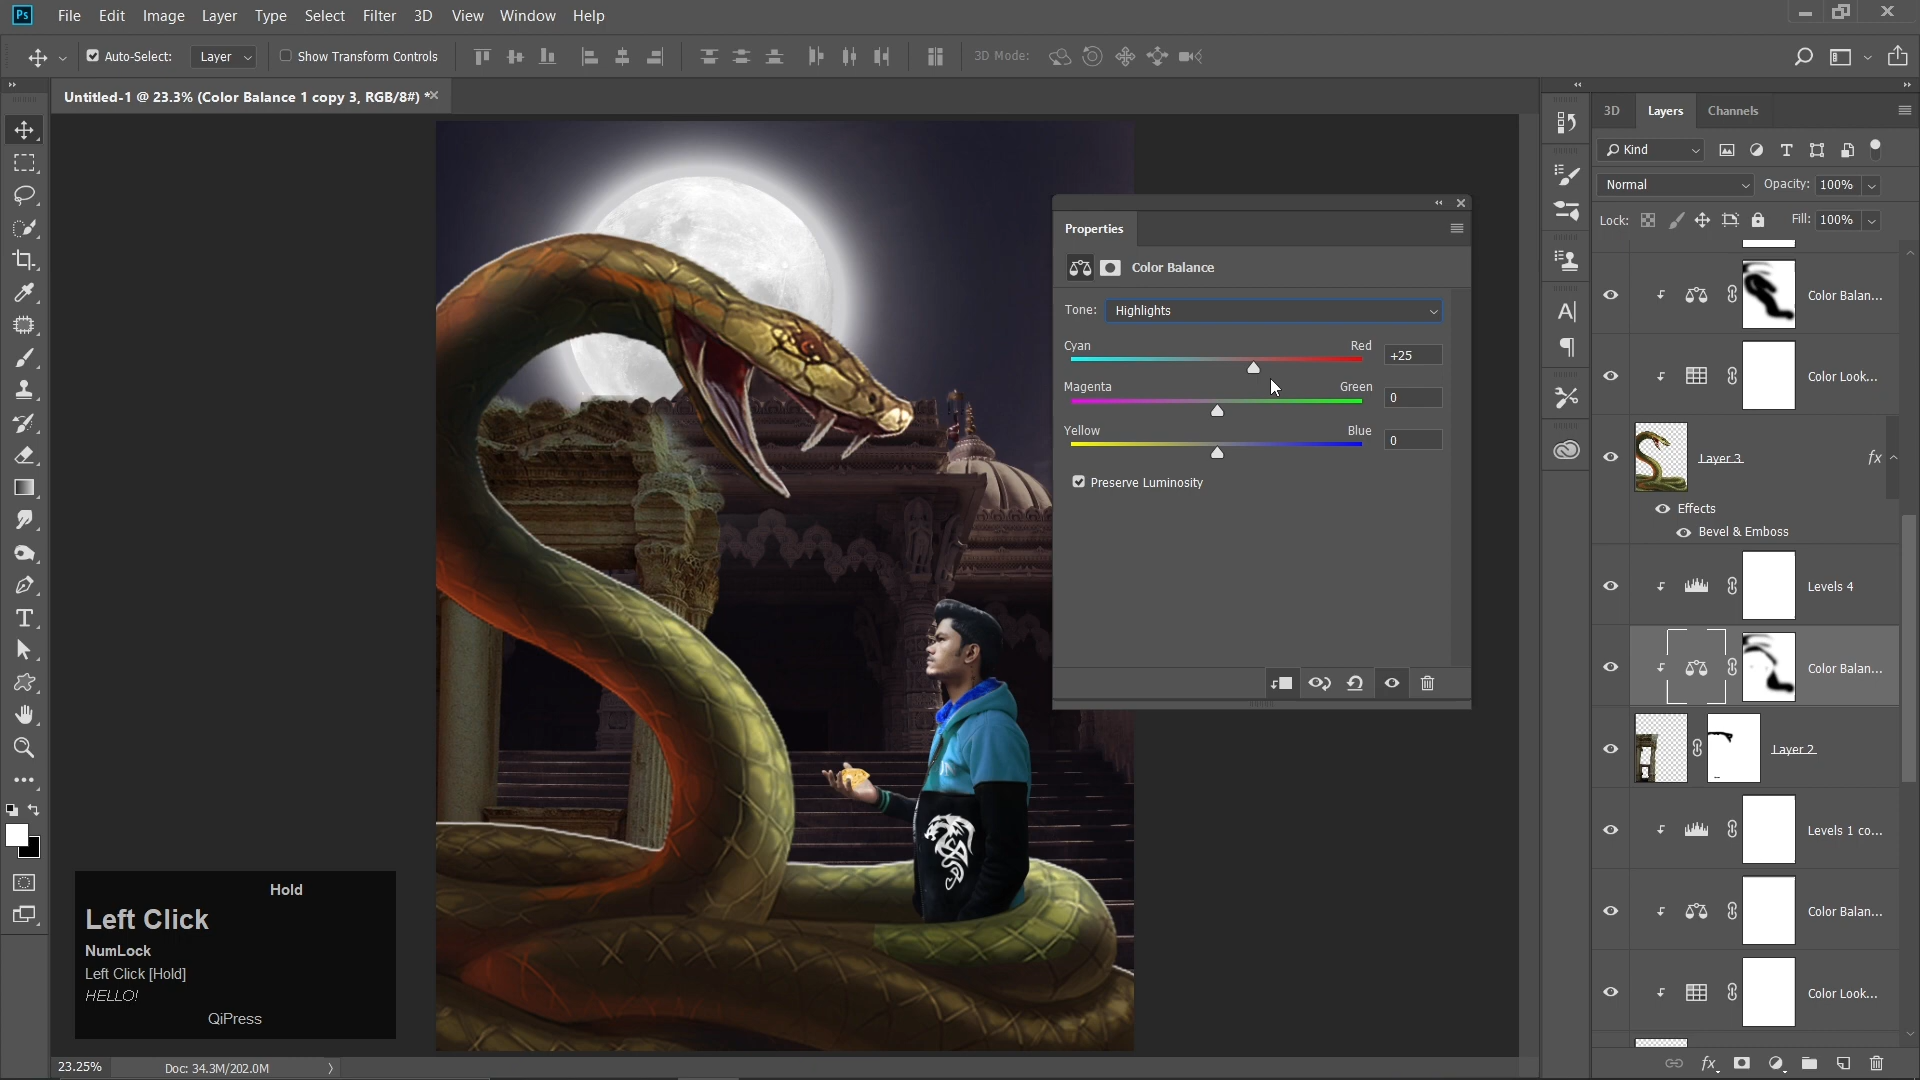 Ps File Edit Image Layer Type Select Filter 3D View Window Help
Auto-Select: Layer Show Transform Controls 3D Mode:
Untitled-1 @ 23.3% (Color Balance 1 copy 3, RGB/8#) *
3D Layers Channels
Kind
Normal Opacity: 100%
Lock: Fill: 100%
Properties
Color Balance
Tone: Highlights
Cyan Red +25
Magenta Green 0
Yellow Blue 0
Preserve Luminosity
Color Balan...
Color Look...
Layer 3 fx
Effects
Bevel & Emboss
Levels 4
Color Balan...
Layer 2
Levels 1 co...
Color Balan...
Color Look...
Hold
Left Click
NumLock
Left Click [Hold]
HELLO!
QiPress
23.25% Doc: 34.3M/202.0M
fx